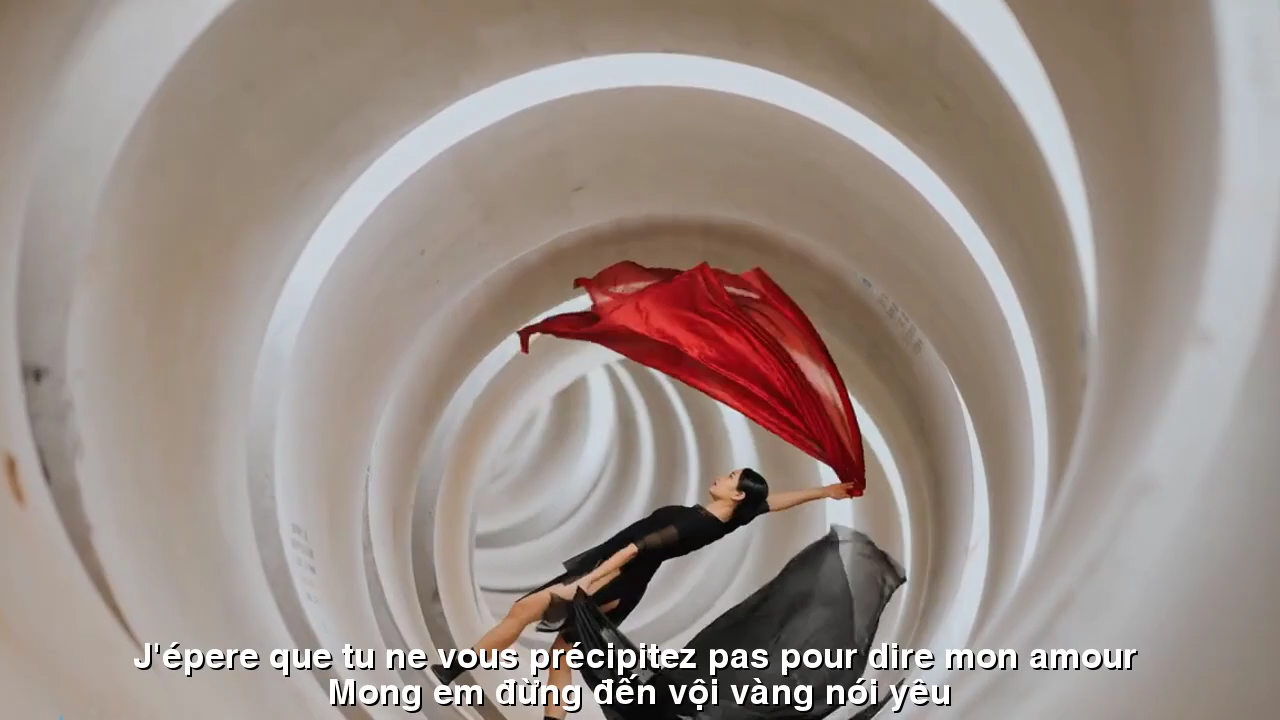 J'épere que tu ne vous précipitez pas pour dire mon amour
Mong em đừng đến vội vàng nói yêu